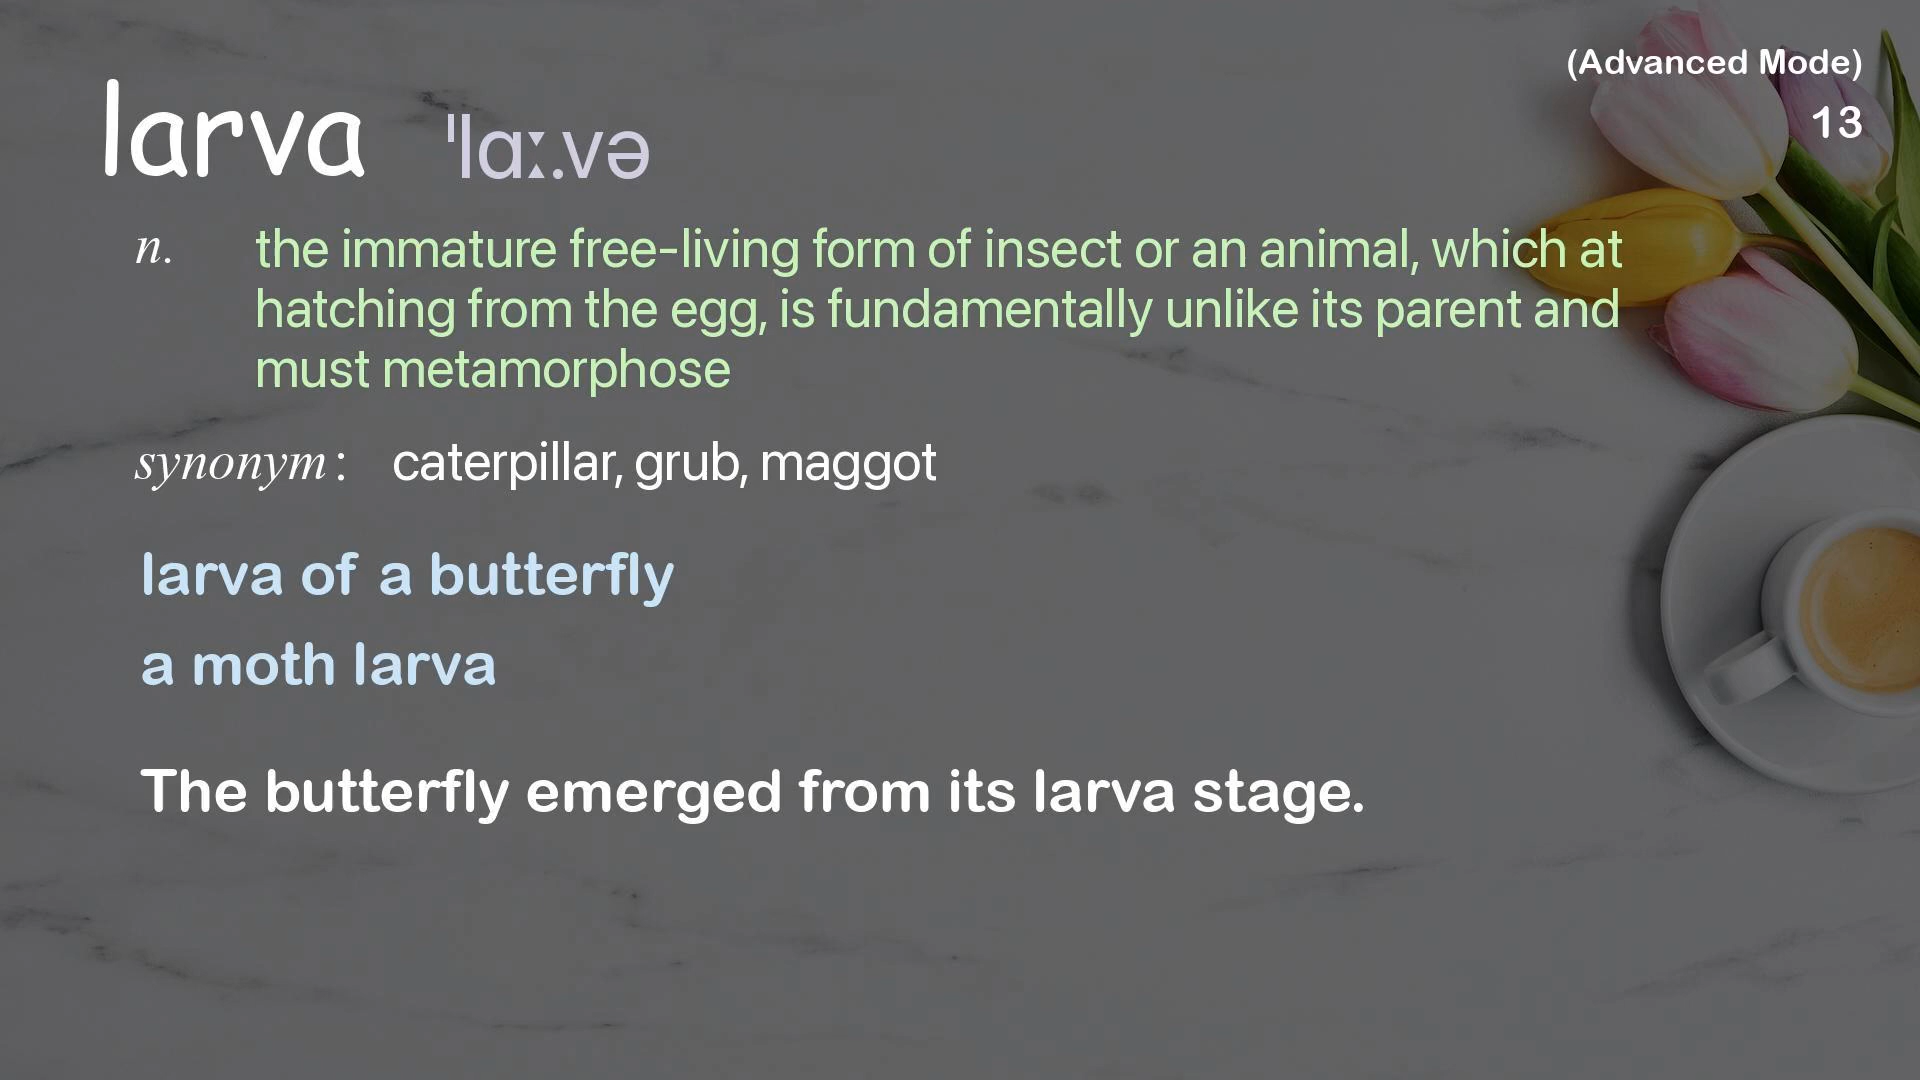 (Advanced Mode)
13
larva ˈlɑː.və
n. the immature free-living form of insect or an animal, which at
hatching from the egg, is fundamentally unlike its parent and
must metamorphose
synonym: caterpillar, grub, maggot
larva of a butterfly
a moth larva
The butterfly emerged from its larva stage.